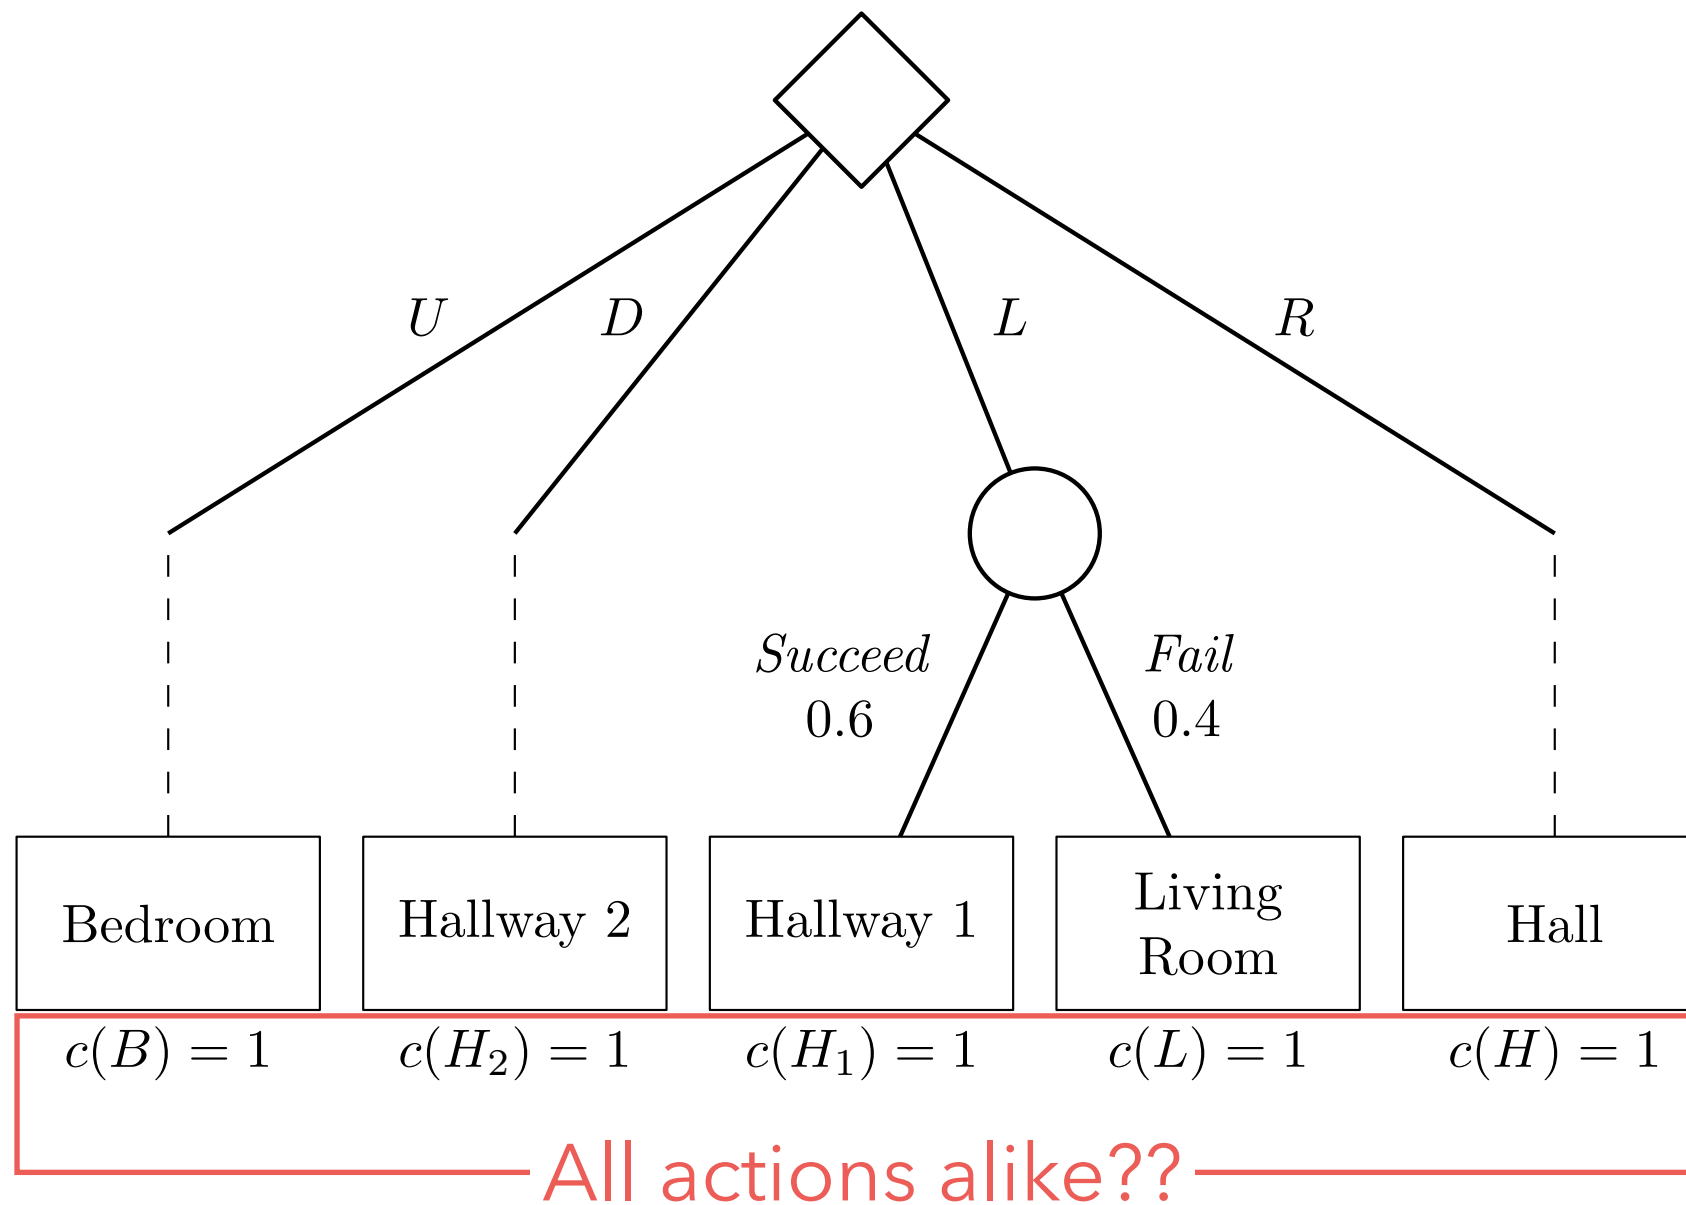 U D L R
Succeed Fail
0.6 0.4
Bedroom Hallway 2 Hallway 1 Living Room Hall
c(B) = 1 c(H₂) = 1 c(H₁) = 1 c(L) = 1 c(H) = 1
All actions alike??